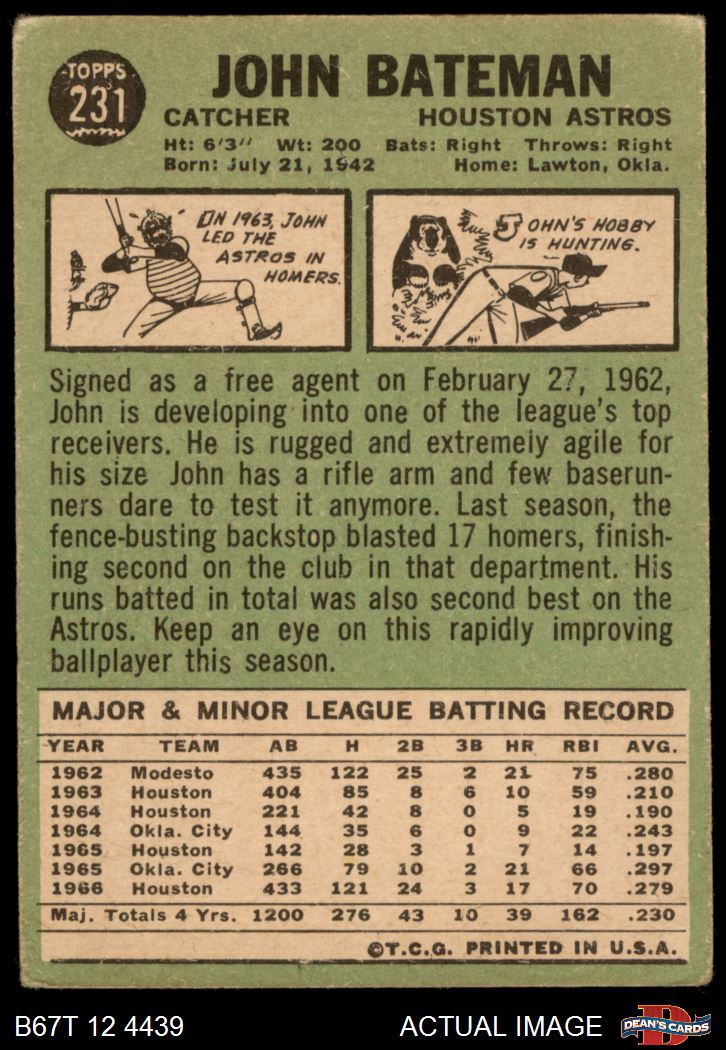 TOPPS
231
JOHN BATEMAN
CATCHER HOUSTON ASTROS
Ht: 6'3" Wt: 200 Bats: Right Throws: Right
Born: July 21, 1942 Home: Lawton, Okla.
IN 1963, JOHN
LED THE
ASTROS IN
HOMERS.
JOHN'S HOBBY
IS HUNTING.
Signed as a free agent on February 27, 1962,
John is developing into one of the league's top
receivers. He is rugged and extremely agile for
his size John has a rifle arm and few baserun-
ners dare to test it anymore. Last season, the
fence-busting backstop blasted 17 homers, finish-
ing second on the club in that department. His
runs batted in total was also second best on the
Astros. Keep an eye on this rapidly improving
ballplayer this season.
MAJOR & MINOR LEAGUE BATTING RECORD
YEAR TEAM AB H 2B 3B HR RBI AVG.
1962 Modesto 435 122 25 2 21 75 .280
1963 Houston 404 85 8 6 10 59 .210
1964 Houston 221 42 8 0 5 19 .190
1964 Okla. City 144 35 6 0 9 22 .243
1965 Houston 142 28 3 1 7 14 .197
1965 Okla. City 266 79 10 2 21 66 .297
1966 Houston 433 121 24 3 17 70 .279
Maj. Totals 4 Yrs. 1200 276 43 10 39 162 .230
©T.C.G. PRINTED IN U.S.A.
B67T 12 4439 ACTUAL IMAGE
D
DEAN'S CARDS